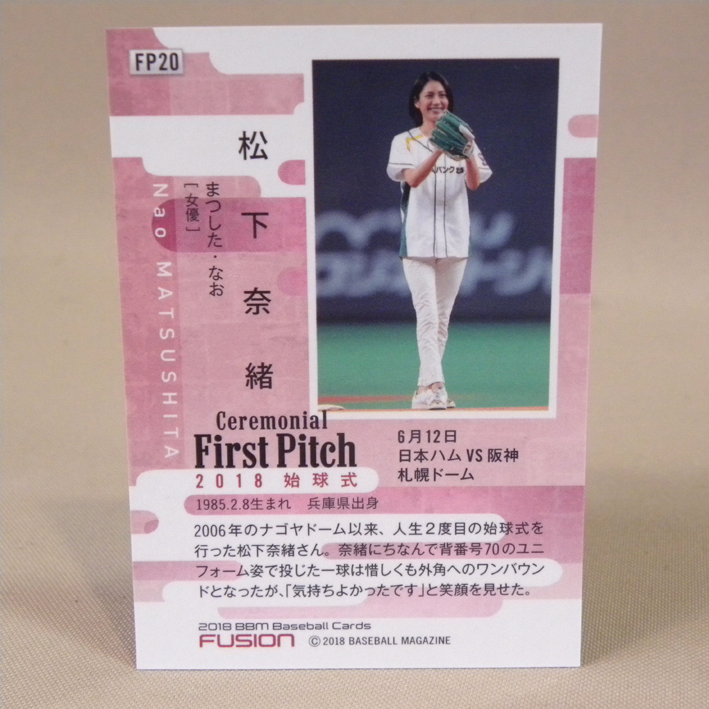 FP20
松下奈緒
まつした・なお
[女優]
Nao MATSUSHITA
バンク
Ceremonial
First Pitch
2018 始球式
6月12日
日本ハム VS 阪神
札幌ドーム
1985.2.8生まれ 兵庫県出身
2006年のナゴヤドーム以来、人生2度目の始球式を
行った松下奈緒さん。奈緒にちなんで背番号70のユニ
フォーム姿で投じた一球は惜しくも外角へのワンバウン
ドとなったが、「気持ちよかったです」と笑顔を見せた。
2018 BBM Baseball Cards
FUSION ©2018 BASEBALL MAGAZINE